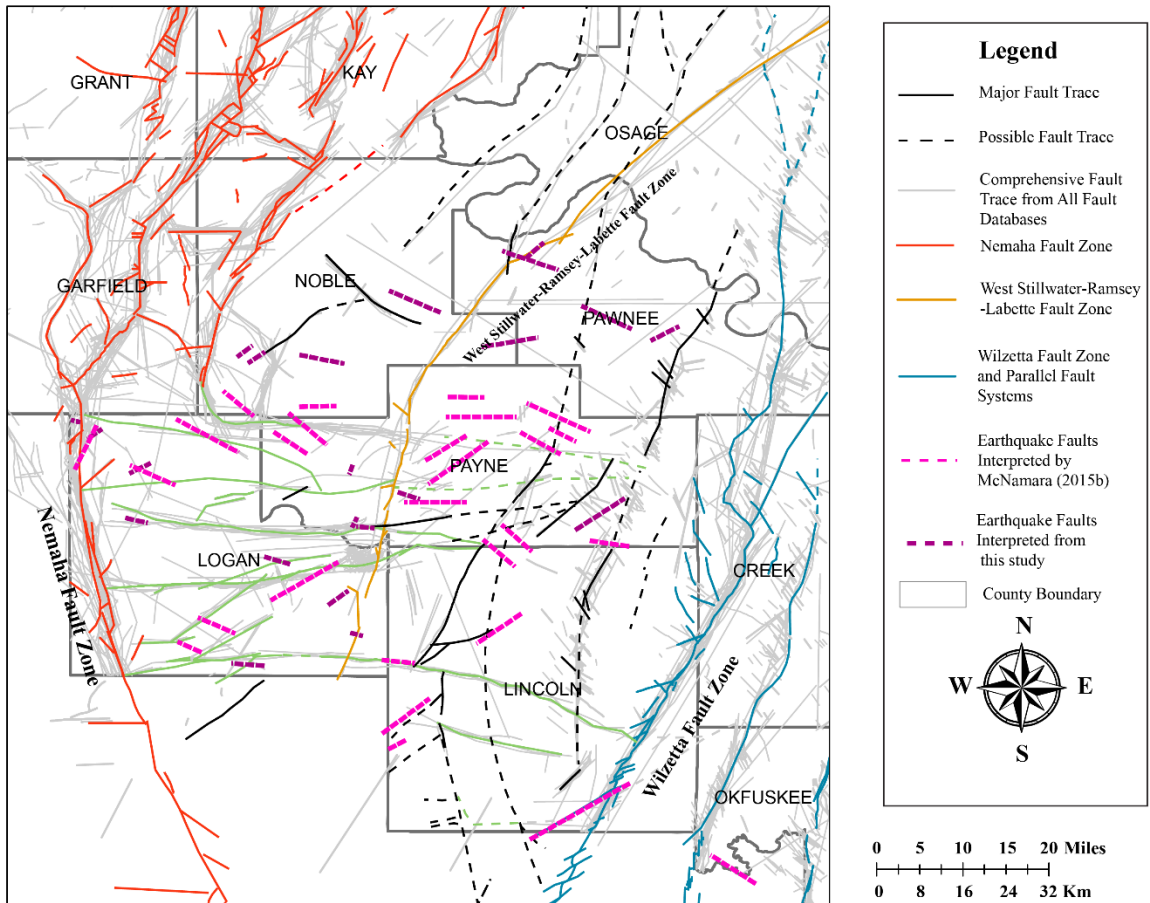 GRANT
KAY
OSAGE
GARFIELD
NOBLE
West Stillwater-Ramsey-Labette Fault Zone
PAWNEE
PAYNE
Nemaha Fault Zone
LOGAN
CREEK
LINCOLN
Wilzetta Fault Zone
OKFUSKEE
Legend
Major Fault Trace
Possible Fault Trace
Comprehensive Fault
Trace from All Fault
Databases
Nemaha Fault Zone
West Stillwater-Ramsey
-Labette Fault Zone
Wilzetta Fault Zone
and Parallel Fault
Systems
Earthquake Faults
Interpreted by
McNamara (2015b)
Earthquake Faults
Interpreted from
this study
County Boundary
N
W E
S
0 5 10 15 20 Miles
0 8 16 24 32 Km